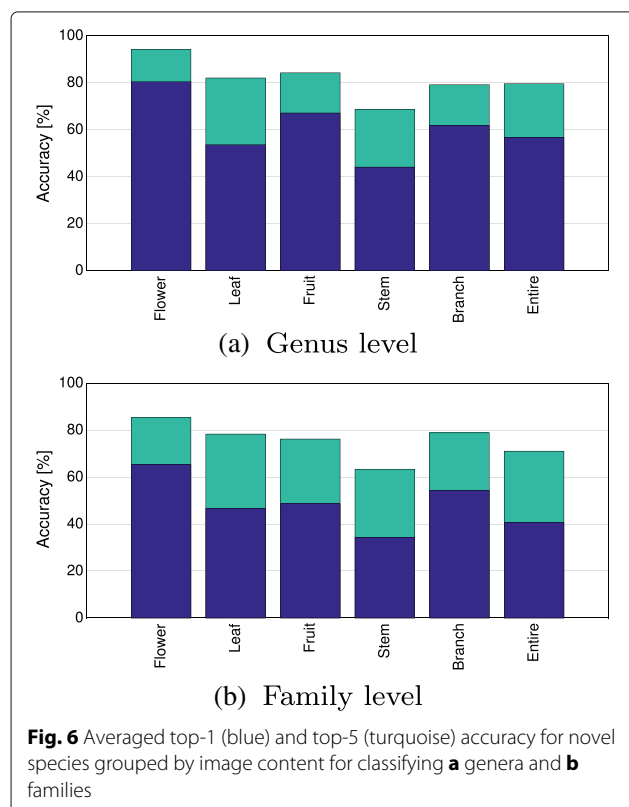 100
80
60
40
20
0
Accuracy [%]
Flower
Leaf
Fruit
Stem
Branch
Entire
(a) Genus level
100
80
60
40
20
0
Accuracy [%]
Flower
Leaf
Fruit
Stem
Branch
Entire
(b) Family level
Fig. 6 Averaged top-1 (blue) and top-5 (turquoise) accuracy for novel
species grouped by image content for classifying a genera and b
families